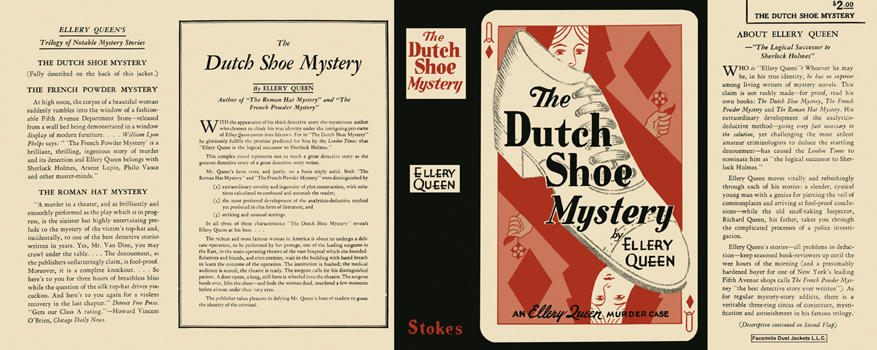 ELLERY QUEEN'S
Trilogy of Notable Mystery Stories
THE DUTCH SHOE MYSTERY
(Fully described on the back of this jacket.)
THE FRENCH POWDER MYSTERY
At high noon, the corpse of a beautiful woman
suddenly tumbles into the window of a fashion-
able Fifth Avenue Department Store—released
from a wall bed being demonstrated in a window
display of modern furniture. . . . William Lyon
Phelps says: "The French Powder Mystery" is a
brilliant, thrilling, ingenious story of murder
and its detection and Ellery Queen belongs with
Sherlock Holmes, Arsene Lupin, Philo Vance
and other master-minds."
THE ROMAN HAT MYSTERY
"A murder in a theater, and as brilliantly and
smoothly performed as the play which is in prog-
ress, is the sinister but highly entertaining pre-
lude to the mystery of the victim's top-hat and,
incidentally, to one of the best detective stories
written in years. Yes, Mr. Van Dine, you may
crawl under the table. . . . The denouement, as
the publishers unflatteringly claim, is fool-proof.
Moreover, it is a complete knockout. . . . So
here's to you for three hours of breathless bliss
while the question of the silk top-hat drives you
cuckoo. And here's to you again for a violent
recovery in the last chapter." Detroit Free Press.
"Gets our Class A rating."—Howard Vincent
O'Brien, Chicago Daily News.
The
Dutch Shoe Mystery
By ELLERY QUEEN
Author of "The Roman Hat Mystery" and "The
French Powder Mystery"
WITH the appearance of his third detective story the mysterious author
who chooses to cloak his true identity under the intriguing pen-name
of Ellery Queen comes into his own. For in "The Dutch Shoe Mystery"
he gloriously fulfils the promise predicted for him by the London Times: that
"Ellery Queen is the logical successor to Sherlock Holmes."
This complex novel represents not so much a great detective story as the
greatest detective story of a great detective story writer.
Mr. Queen's fame rests, and justly, on a basis triply solid. Both "The
Roman Hat Mystery" and "The French Powder Mystery" were distinguished by
(1) extraordinary novelty and ingenuity of plot construction, with solu-
tions calculated to confound and astonish the reader;
(2) the most profound development of the analytico-deductive method
yet produced in this form of literature; and
(3) striking and unusual settings.
In all three of these characteristics "The Dutch Shoe Mystery" reveals
Ellery Queen at his best. . . .
The richest and most famous woman in America is about to undergo a deli-
cate operation, to be performed by her protege, one of the leading surgeons in
the East, in the main operating theatre of the vast hospital which she founded.
Relatives and friends, and even enemies, wait in the building with bated breath
to learn the outcome of the operation. The institution is hushed; the medical
audience is seated; the theatre is ready. The surgeon calls for his distinguished
patient. A door opens, a long, still form is wheeled into the theatre. The surgeon
bends over, lifts the sheet—and finds the woman dead, murdered a few moments
before almost under their very eyes. . . .
The publisher takes pleasure in defying Mr. Queen's host of readers to guess
the identity of the criminal.
The
Dutch
Shoe
Mystery
ELLERY
QUEEN
Stokes
The
Dutch
Shoe
Mystery
by ELLERY
QUEEN
AN Ellery Queen MURDER CASE
$2.00
THE DUTCH SHOE MYSTERY
ABOUT ELLERY QUEEN
—"The Logical Successor to
Sherlock Holmes"
WHO is "Ellery Queen"? Whoever he may
be, in his true identity, he has no superior
among living writers of mystery novels. This
claim is not rashly made—for proof, read his
own books: The Dutch Shoe Mystery, The French
Powder Mystery and The Roman Hat Mystery. His
extraordinary development of the analytico-
deductive method—giving every fact necessary to
the solution, yet challenging the most ardent
amateur criminologists to deduce the startling
denouement—has caused the London Times to
nominate him as "the logical successor to Sher-
lock Holmes."
Ellery Queen moves vitally and refreshingly
through each of his stories: a slender, cynical
young man with a genius for piercing the veil of
commonplaces and arriving at fool-proof conclu-
sions—while the old snuff-taking Inspector,
Richard Queen, his father, takes you through
the complicated processes of a police investi-
gation.
Ellery Queen's stories—all problems in deduc-
tion—keep seasoned book-reviewers up until the
wee hours of the morning (and a presumably
hardened buyer for one of New York's leading
Fifth Avenue shops calls The French Powder Mys-
tery "the best detective story ever written"). As
for regular mystery-story addicts, there is a
veritable three-ring circus of conjecture, mysti-
fication and astonishment in his famous trilogy.
(Description continued on Second Flap)
Facsimile Dust Jackets L.L.C.